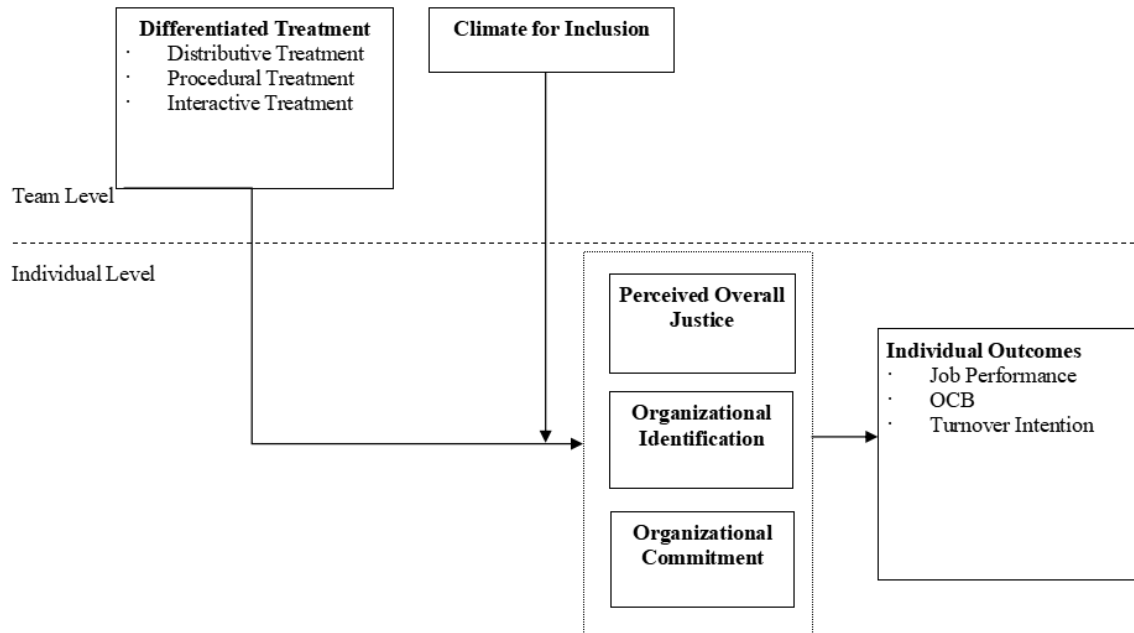 Differentiated Treatment
· Distributive Treatment
· Procedural Treatment
· Interactive Treatment
Climate for Inclusion
Team Level
Individual Level
Perceived Overall
Justice
Organizational
Identification
Organizational
Commitment
Individual Outcomes
· Job Performance
· OCB
· Turnover Intention